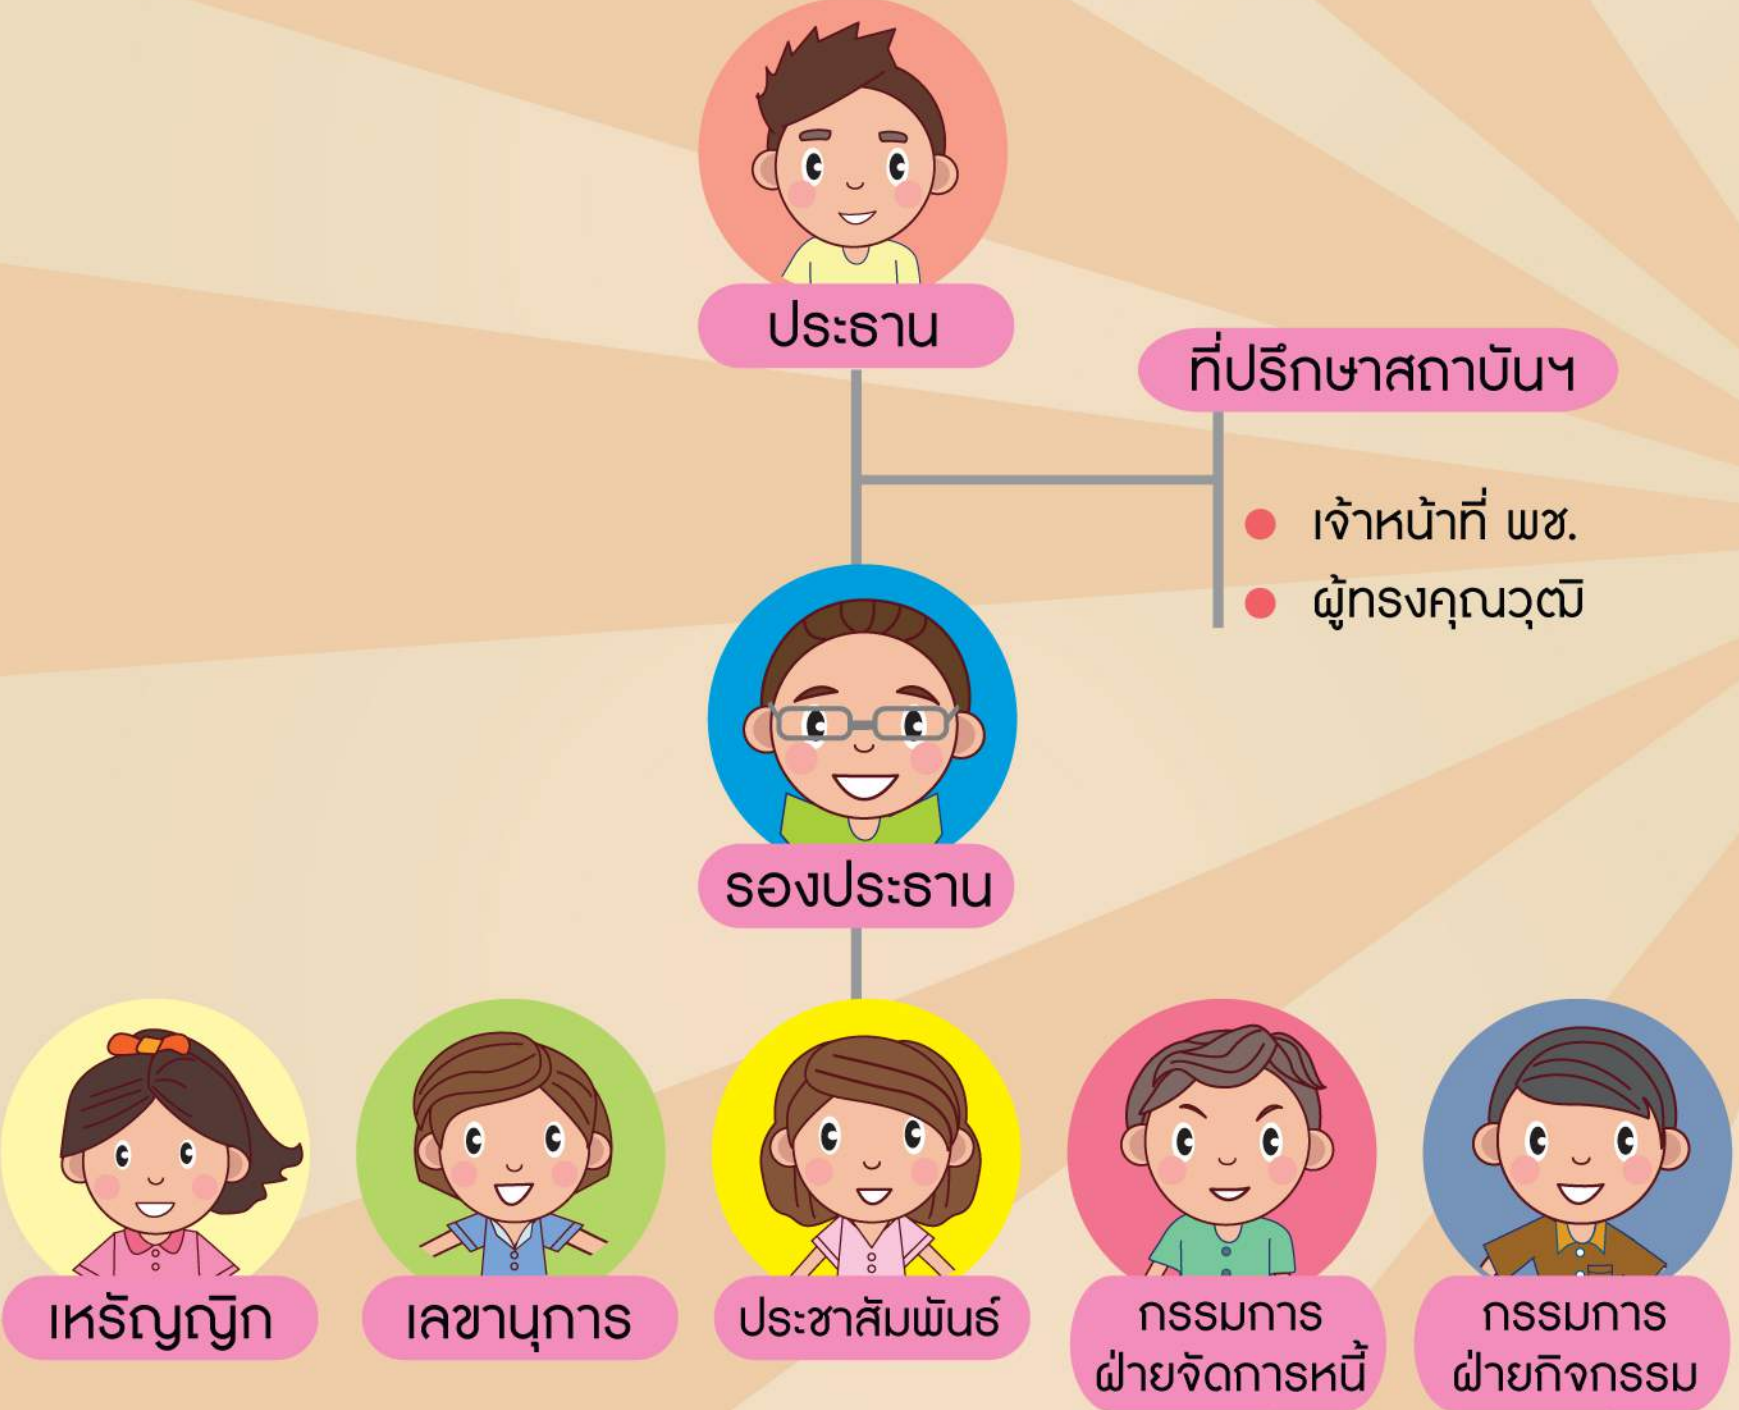 ประธาน
ที่ปรึกษาสถาบันฯ
เจ้าหน้าที่ พช.
ผู้ทรงคุณวุฒิ
รองประธาน
เหรัญญิก
เลขานุการ
ประชาสัมพันธ์
กรรมการ
ฝ่ายจัดการหนี้
กรรมการ
ฝ่ายกิจกรรม